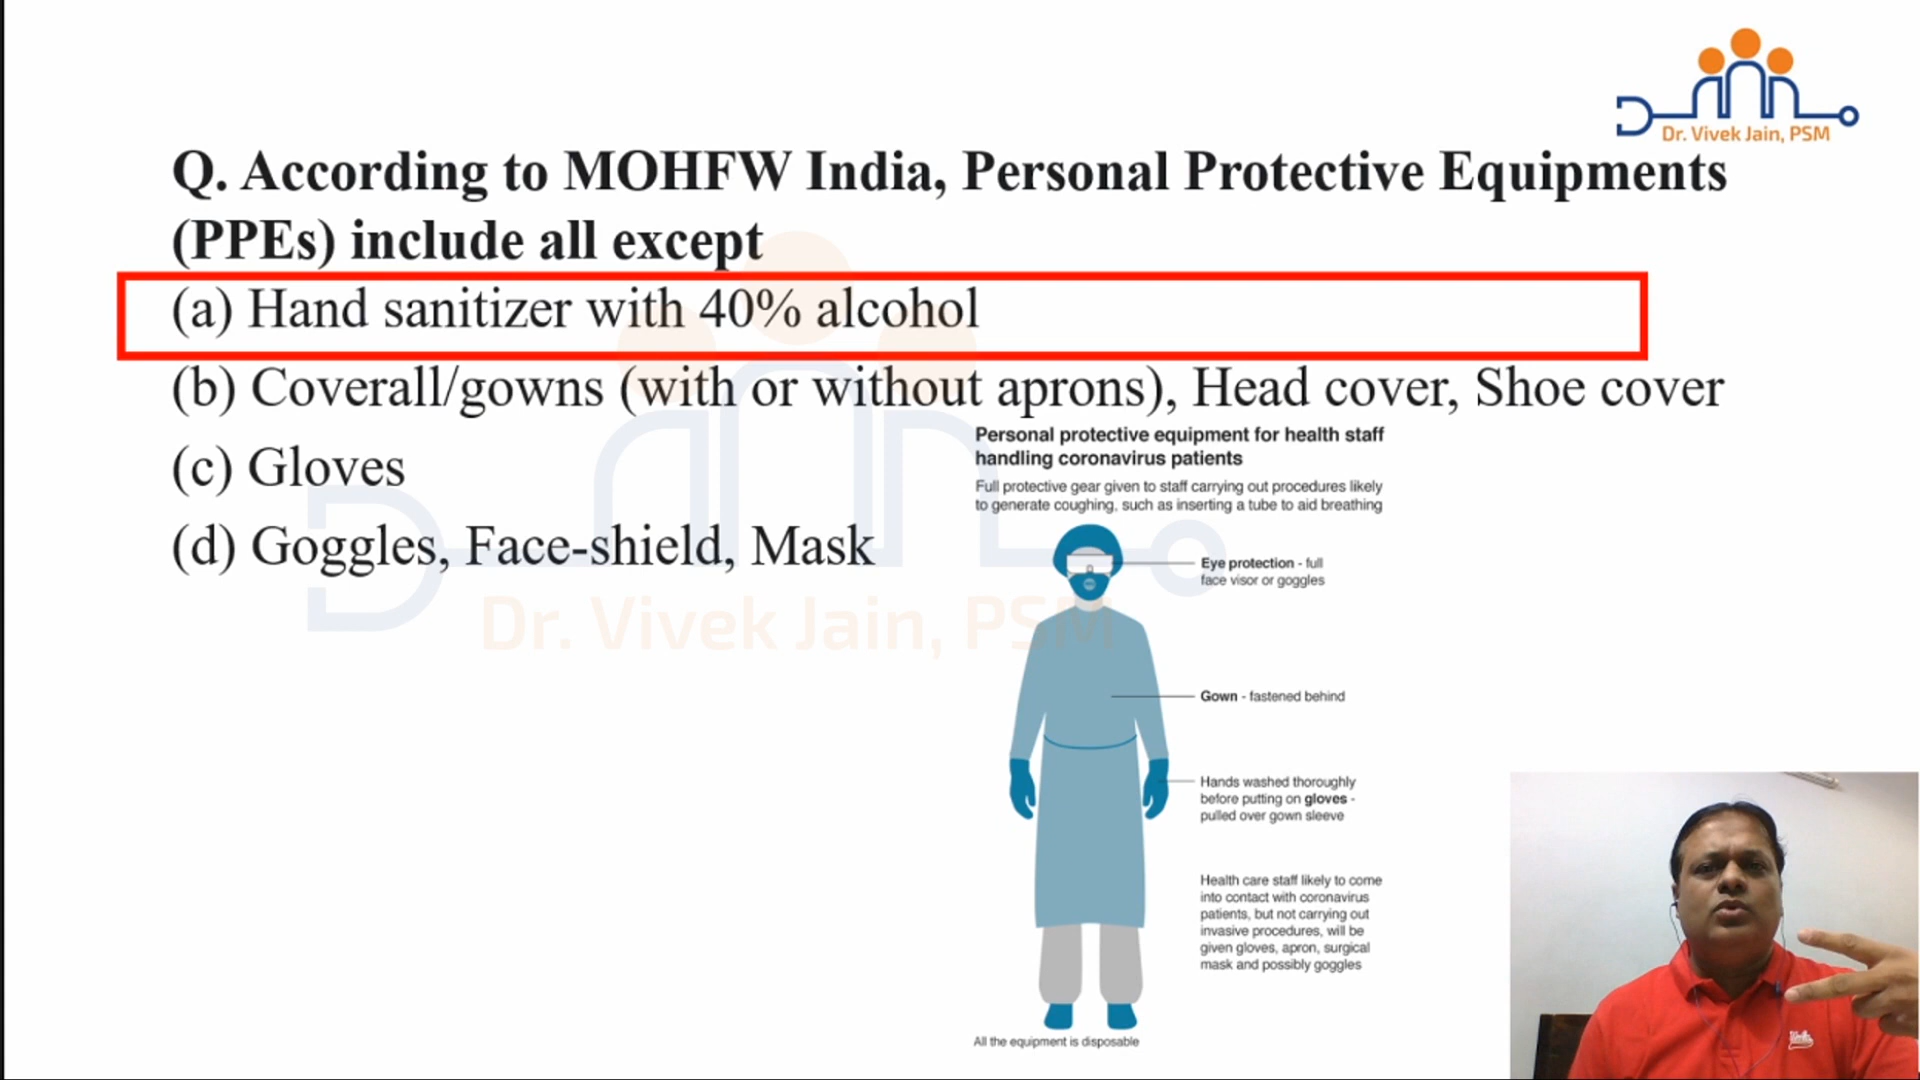 Dr. Vivek Jain, PSM
Q. According to MOHFW India, Personal Protective Equipments
(PPEs) include all except
(a) Hand sanitizer with 40% alcohol
(b) Coverall/gowns (with or without aprons), Head cover, Shoe cover
(c) Gloves
(d) Goggles, Face-shield, Mask
Dr. Vivek Jain, PSM
Personal protective equipment for health staff
handling coronavirus patients
Full protective gear given to staff carrying out procedures likely
to generate coughing, such as inserting a tube to aid breathing
Eye protection - full
face visor or goggles
Gown - fastened behind
Hands washed thoroughly
before putting on gloves -
pulled over gown sleeve
Health care staff likely to come
into contact with coronavirus
patients, but not carrying out
invasive procedures, will be
given gloves, apron, surgical
mask and possibly goggles
All the equipment is disposable